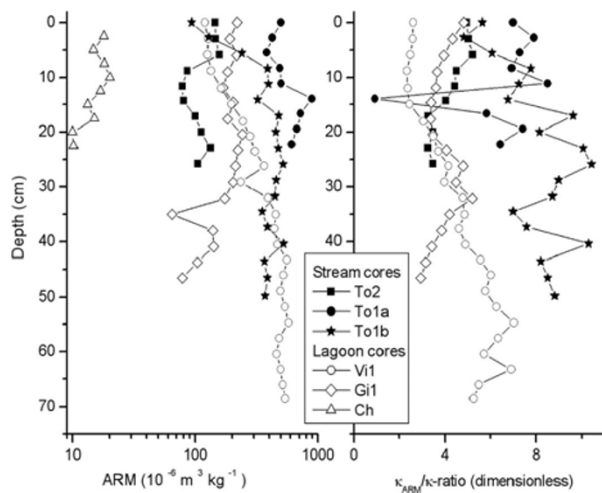 0
10
20
30
40
50
60
70
Depth (cm)
10
100
1000
ARM (10⁻⁶ m³ kg⁻¹)
0
4
8
κARM/κ-ratio (dimensionless)
Stream cores
To2
To1a
To1b
Lagoon cores
Vi1
Gi1
Ch